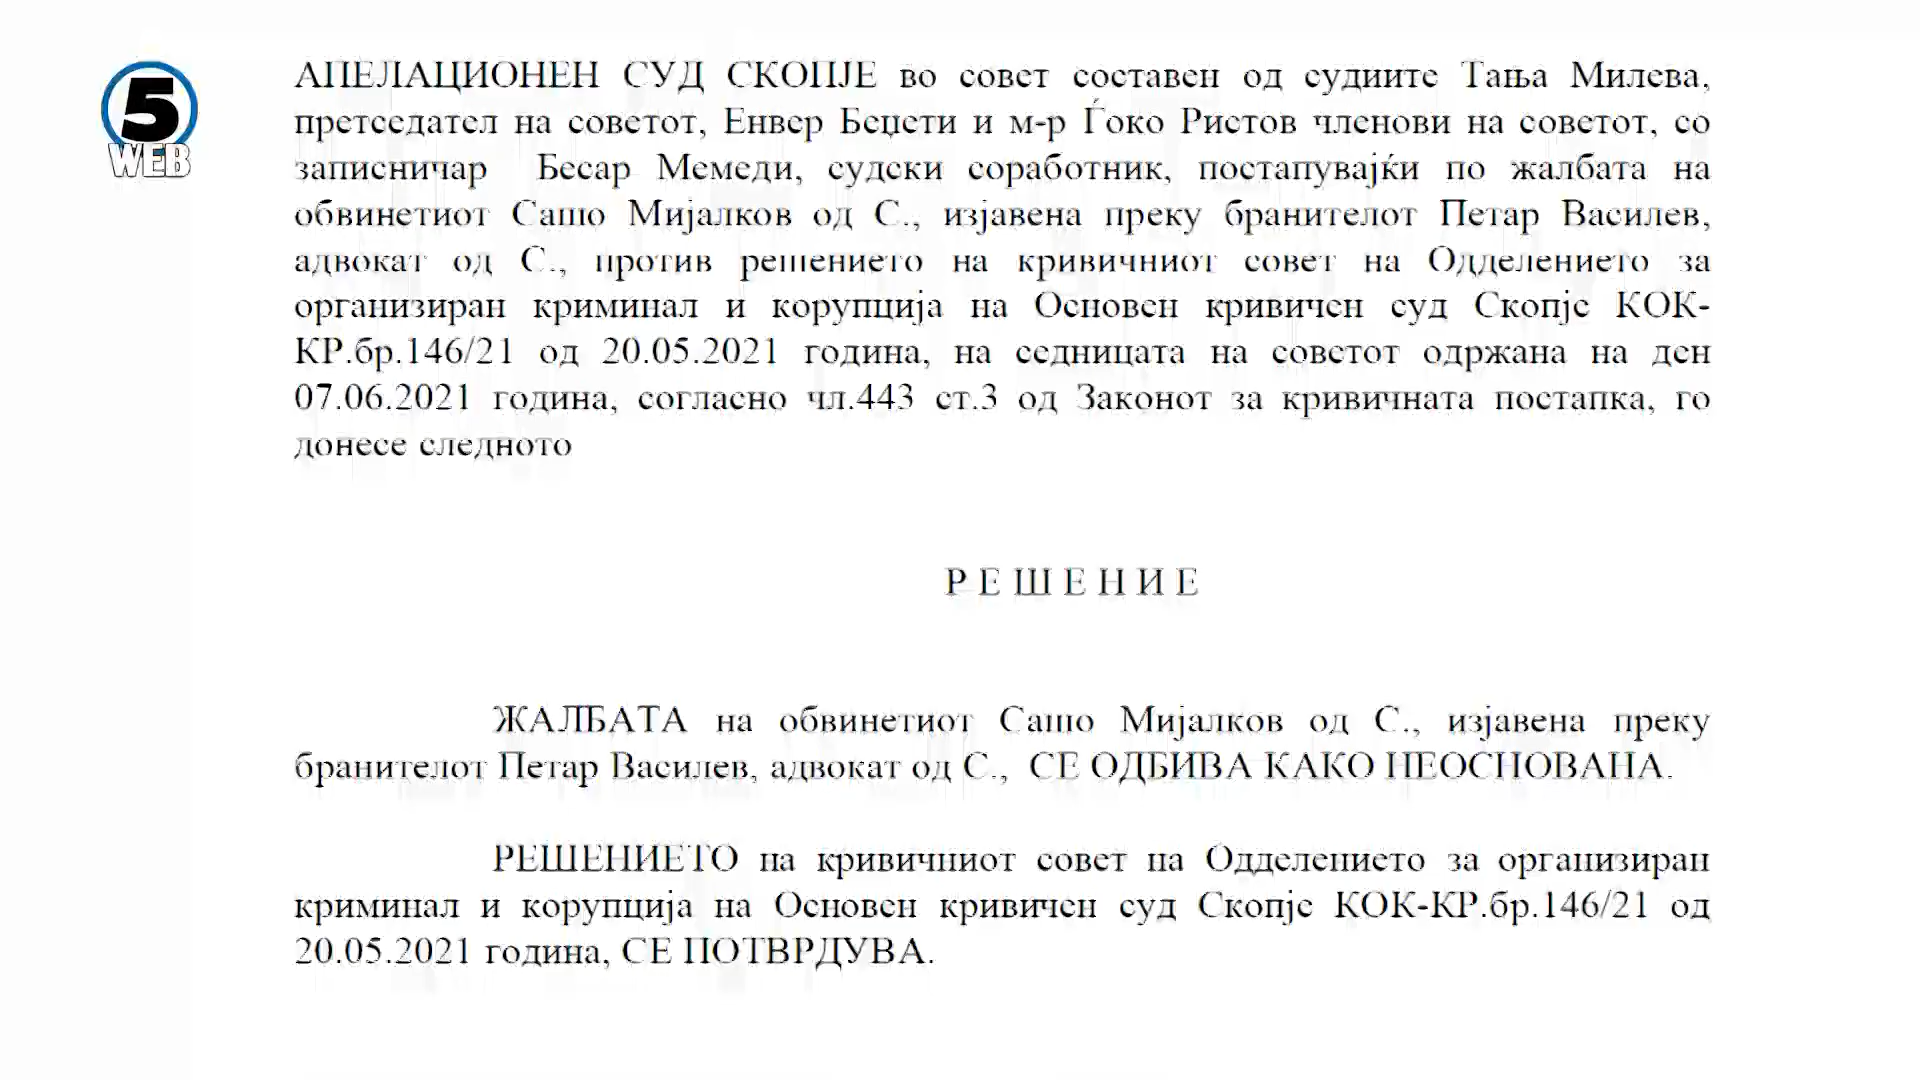 5
WEB
АПЕЛАЦИОНЕН СУД СКОПЈЕ во совет составен од судиите Тања Милева,
претседател на советот, Енвер Беџети и м-р Ѓоко Ристов членови на советот, со
записничар Бесар Мемеди, судски соработник, постапувајќи по жалбата на
обвинетиот Сашо Мијалков од С., изјавена преку бранителот Петар Василев,
адвокат од С., против решението на кривичниот совет на Одделението за
организиран криминал и корупција на Основен кривичен суд Скопје КОК-
КР.бр.146/21 од 20.05.2021 година, на седницата на советот одржана на ден
07.06.2021 година, согласно чл.443 ст.3 од Законот за кривичната постапка, го
донесе следното
Р Е Ш Е Н И Е
ЖАЛБАТА на обвинетиот Сашо Мијалков од С., изјавена преку
бранителот Петар Василев, адвокат од С., СЕ ОДБИВА КАКО НЕОСНОВАНА.
РЕШЕНИЕТО на кривичниот совет на Одделението за организиран
криминал и корупција на Основен кривичен суд Скопје КОК-КР.бр.146/21 од
20.05.2021 година, СЕ ПОТВРДУВА.